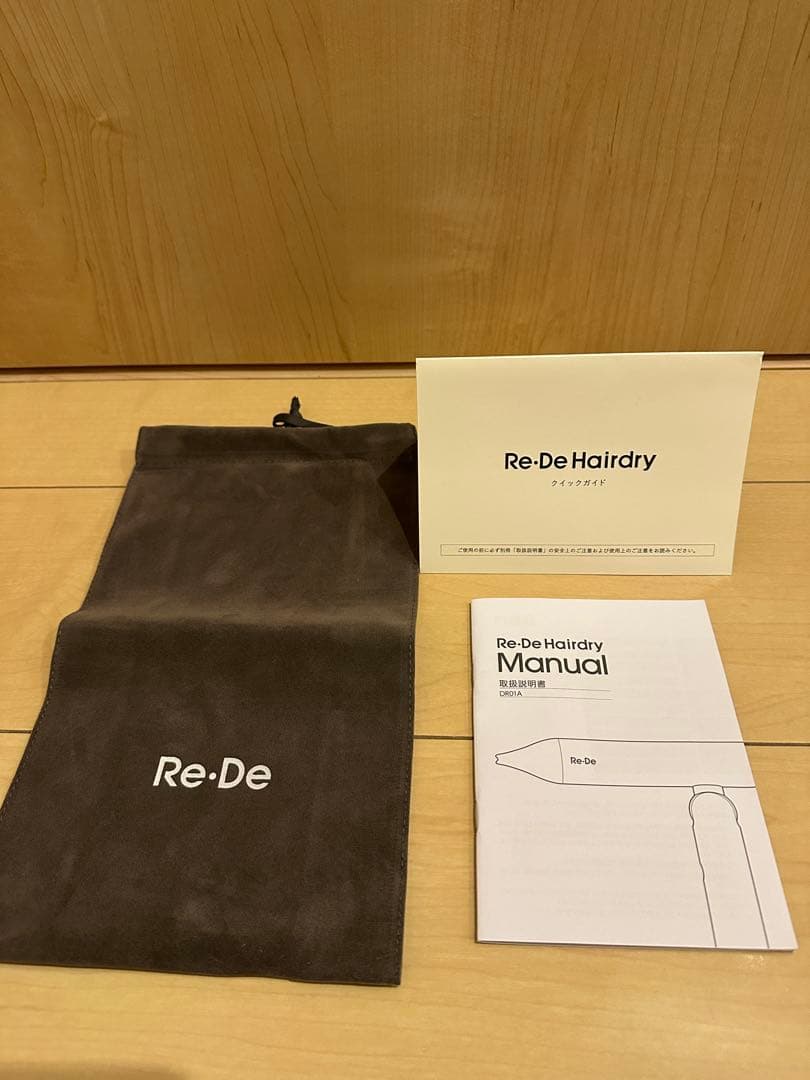 Re·De
Re·De Hairdry
クイックガイド
ご使用の前に必ず別冊「取扱説明書」の安全上のご注意および使用上のご注意をお読みください。
Re·De Hairdry
Manual
取扱説明書
DR01A
Re·De